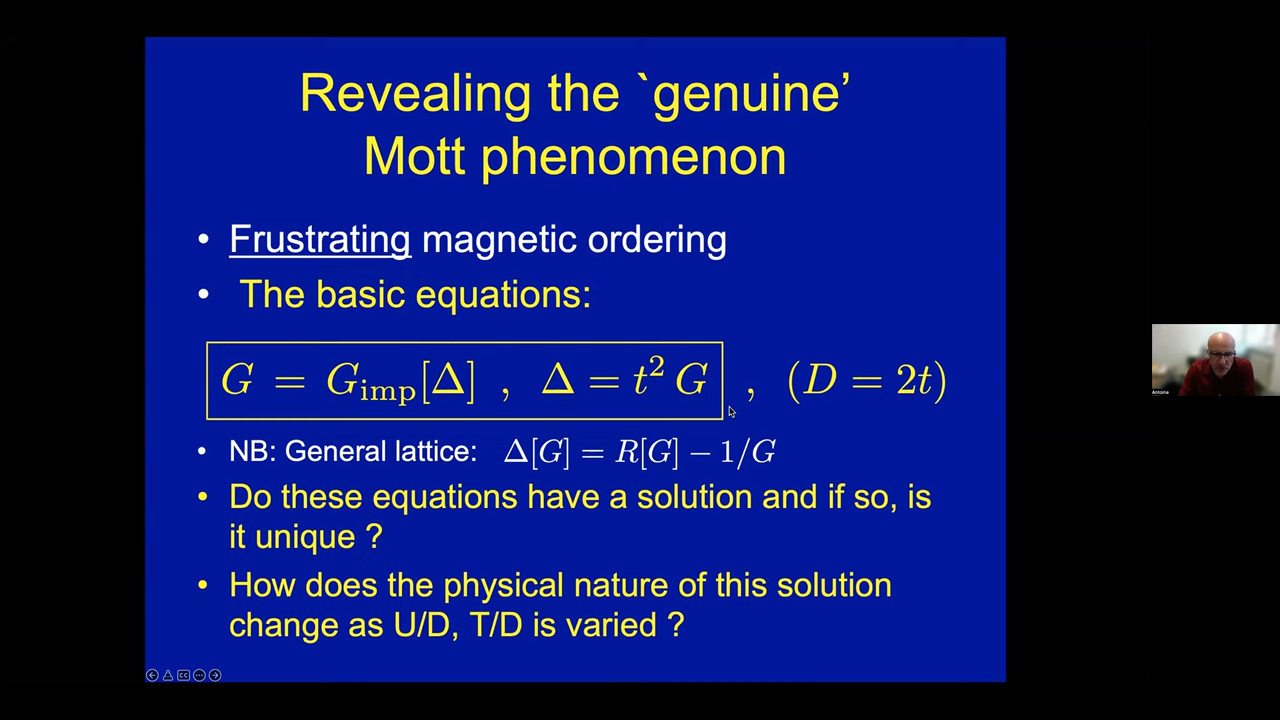 Revealing the `genuine’
Mott phenomenon
• Frustrating magnetic ordering
• The basic equations:
G = G_imp[Δ] , Δ = t² G , (D = 2t)
• NB: General lattice: Δ[G] = R[G] − 1/G
• Do these equations have a solution and if so, is
it unique ?
• How does the physical nature of this solution
change as U/D, T/D is varied ?
Antoine